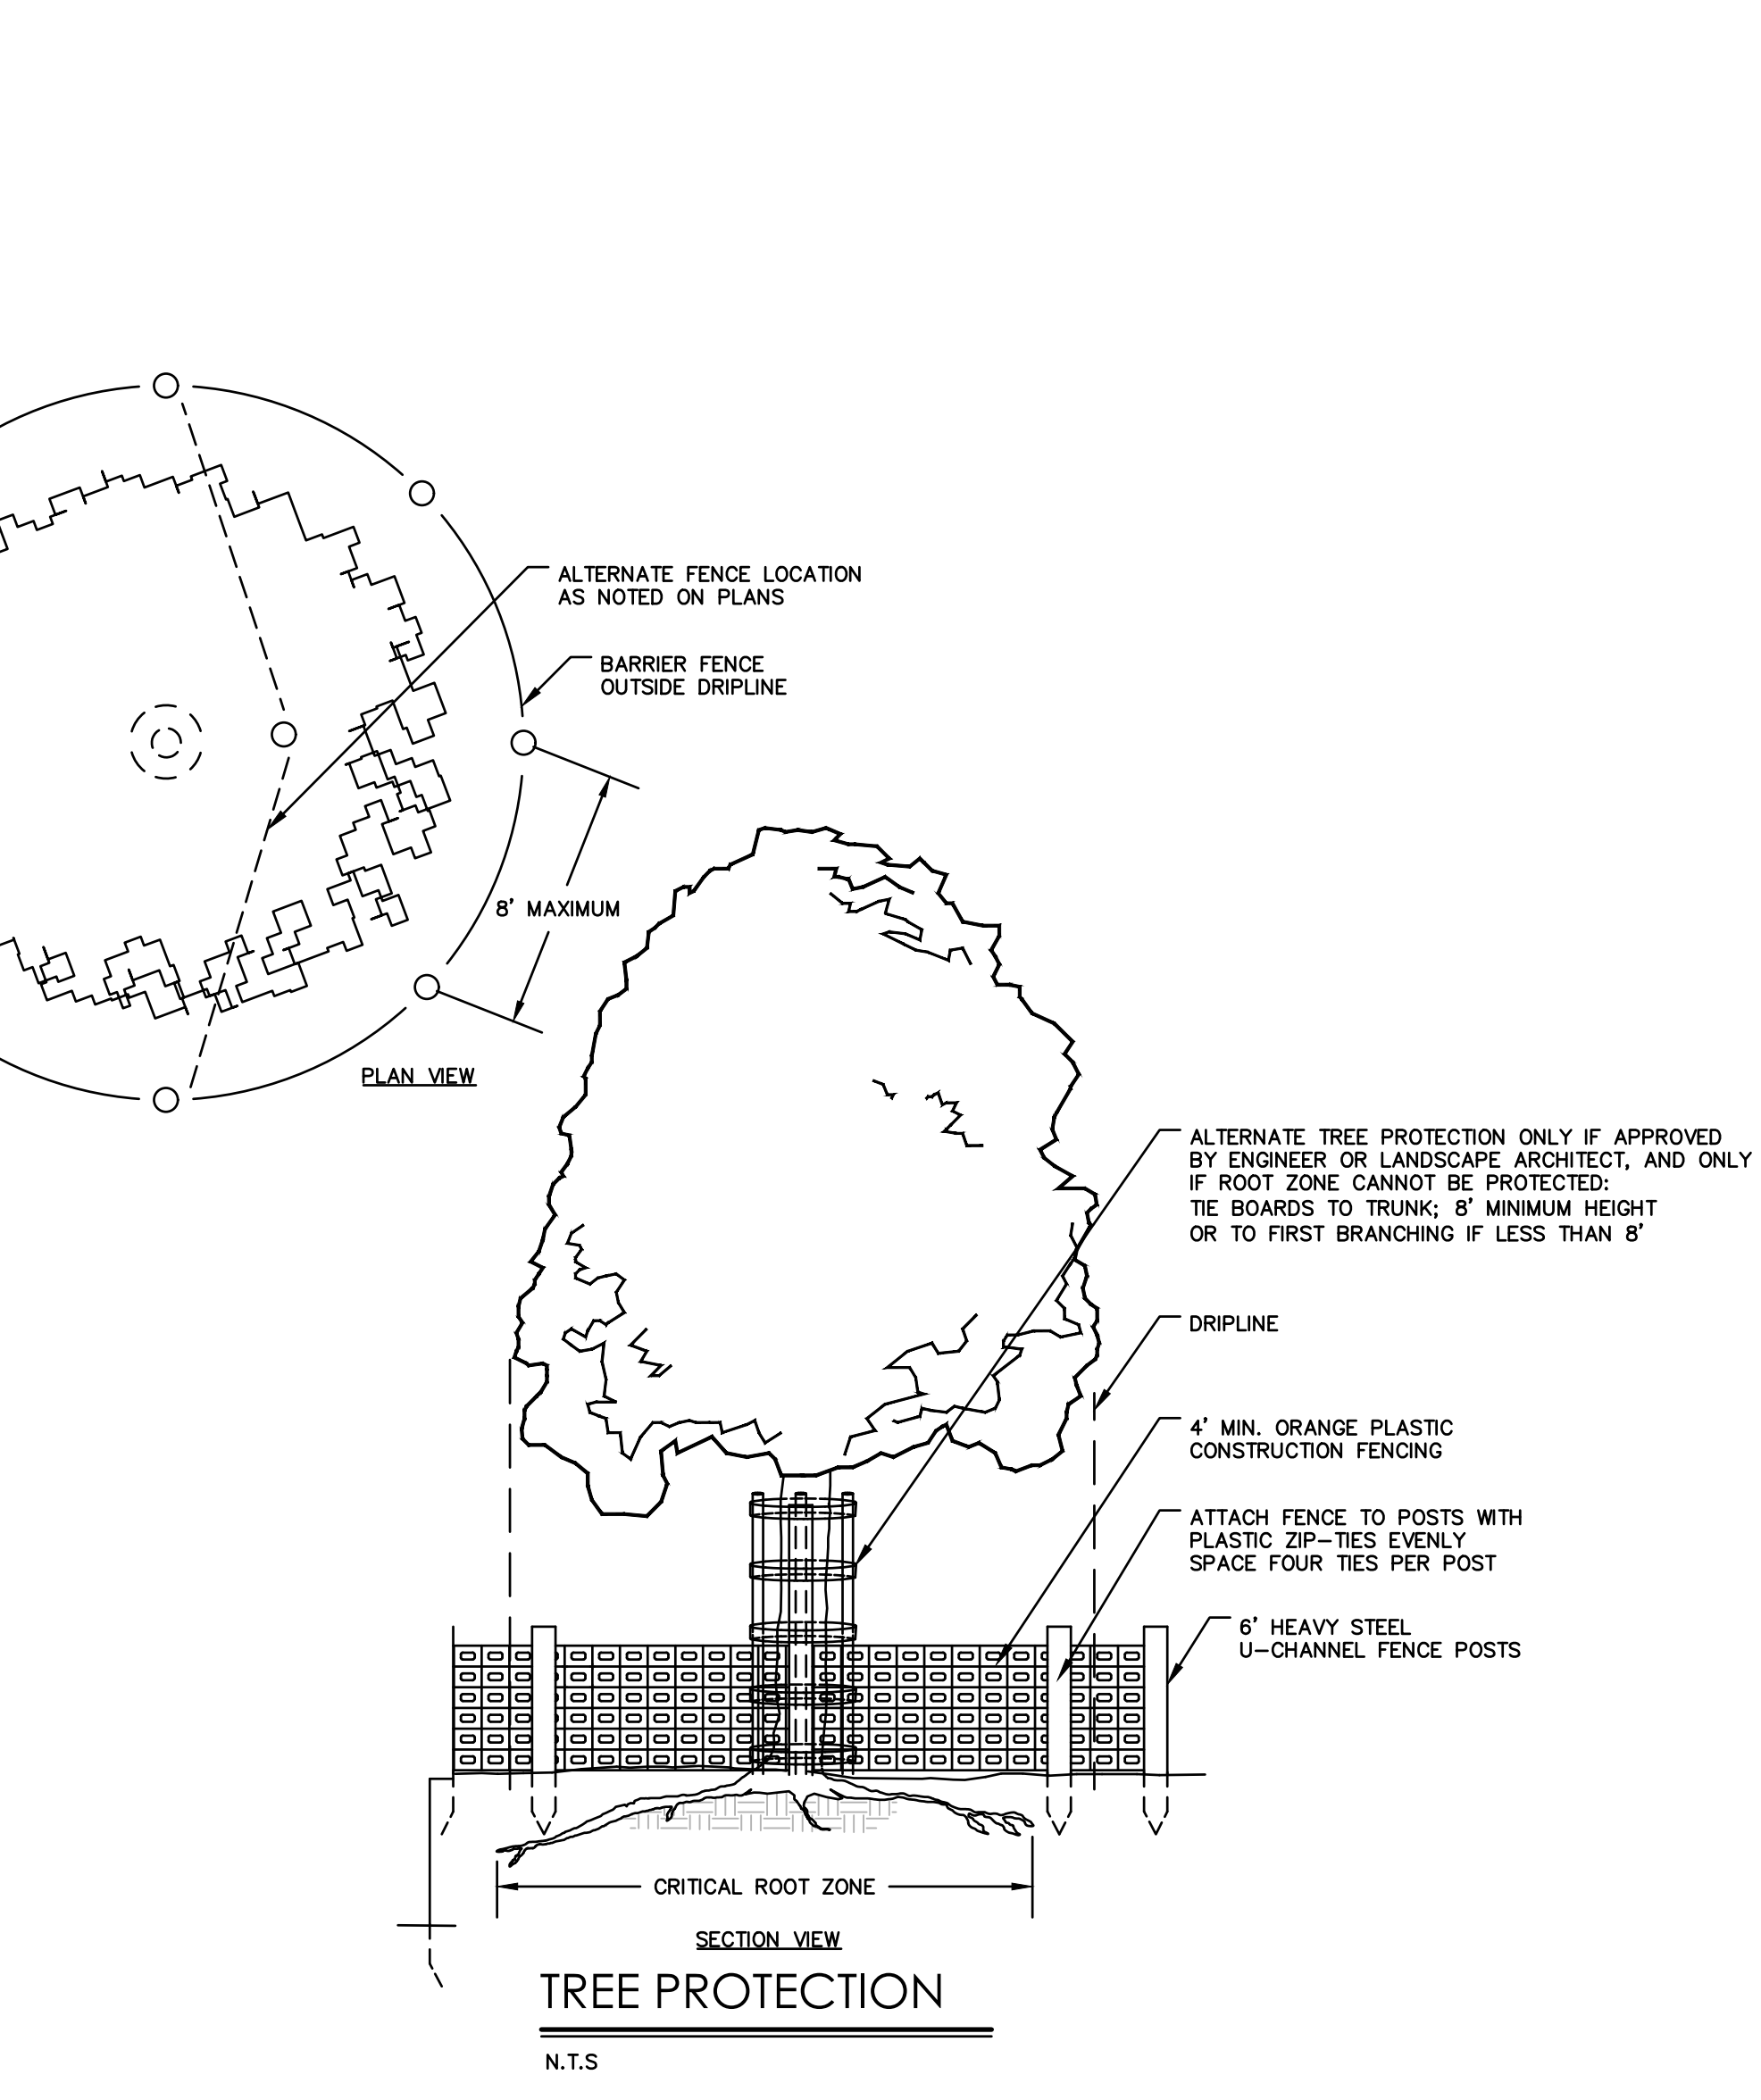 ALTERNATE FENCE LOCATION
AS NOTED ON PLANS
BARRIER FENCE
OUTSIDE DRIPLINE
8' MAXIMUM
PLAN VIEW
ALTERNATE TREE PROTECTION ONLY IF APPROVED
BY ENGINEER OR LANDSCAPE ARCHITECT, AND ONLY
IF ROOT ZONE CANNOT BE PROTECTED:
TIE BOARDS TO TRUNK; 8' MINIMUM HEIGHT
OR TO FIRST BRANCHING IF LESS THAN 8'
DRIPLINE
4' MIN. ORANGE PLASTIC
CONSTRUCTION FENCING
ATTACH FENCE TO POSTS WITH
PLASTIC ZIP-TIES EVENLY
SPACE FOUR TIES PER POST
6' HEAVY STEEL
U-CHANNEL FENCE POSTS
CRITICAL ROOT ZONE
SECTION VIEW
TREE PROTECTION
N.T.S